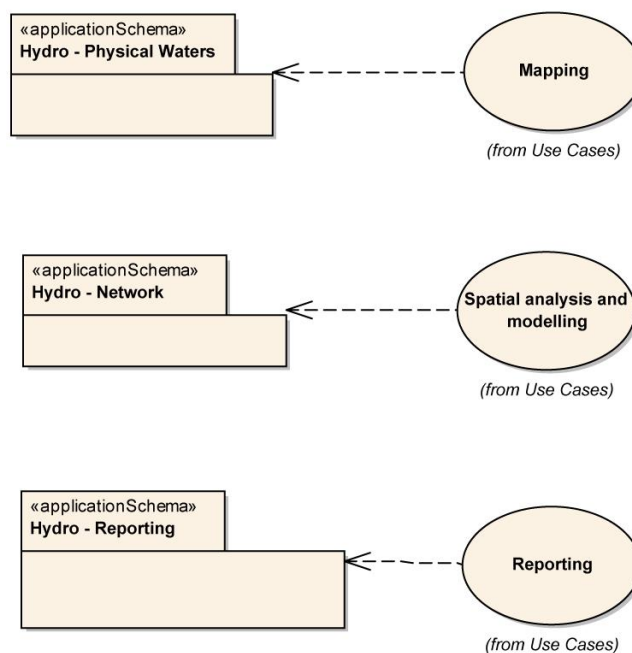 «applicationSchema»
Hydro - Physical Waters
Mapping
(from Use Cases)
«applicationSchema»
Hydro - Network
Spatial analysis and
modelling
(from Use Cases)
«applicationSchema»
Hydro - Reporting
Reporting
(from Use Cases)